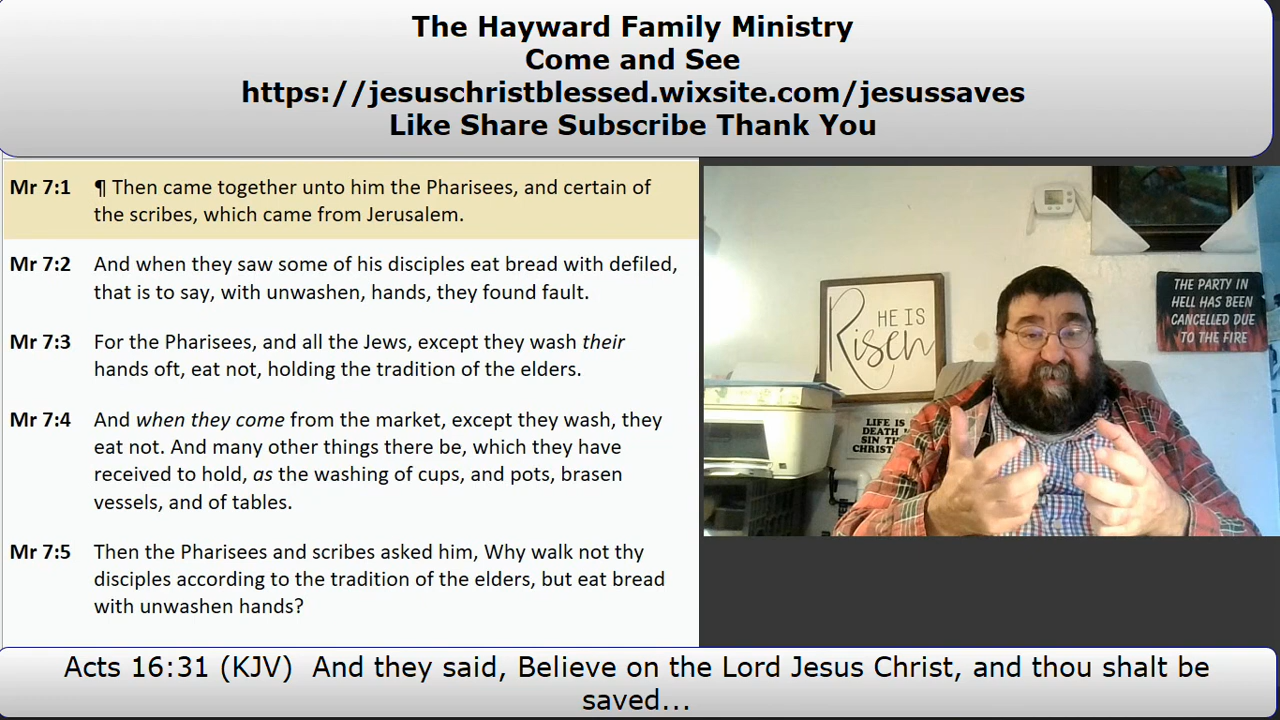 The Hayward Family Ministry
Come and See
https://jesuschristblessed.wixsite.com/jesussaves
Like Share Subscribe Thank You
Mr 7:1 ¶ Then came together unto him the Pharisees, and certain of
the scribes, which came from Jerusalem.
Mr 7:2 And when they saw some of his disciples eat bread with defiled,
that is to say, with unwashen, hands, they found fault.
Mr 7:3 For the Pharisees, and all the Jews, except they wash their
hands oft, eat not, holding the tradition of the elders.
Mr 7:4 And when they come from the market, except they wash, they
eat not. And many other things there be, which they have
received to hold, as the washing of cups, and pots, brasen
vessels, and of tables.
Mr 7:5 Then the Pharisees and scribes asked him, Why walk not thy
disciples according to the tradition of the elders, but eat bread
with unwashen hands?
HE IS
Risen
THE PARTY IN
HELL HAS BEEN
CANCELLED DUE
TO THE FIRE
LIFE IS
DEATH
SIN TH
CHRIST
Acts 16:31 (KJV) And they said, Believe on the Lord Jesus Christ, and thou shalt be
saved...